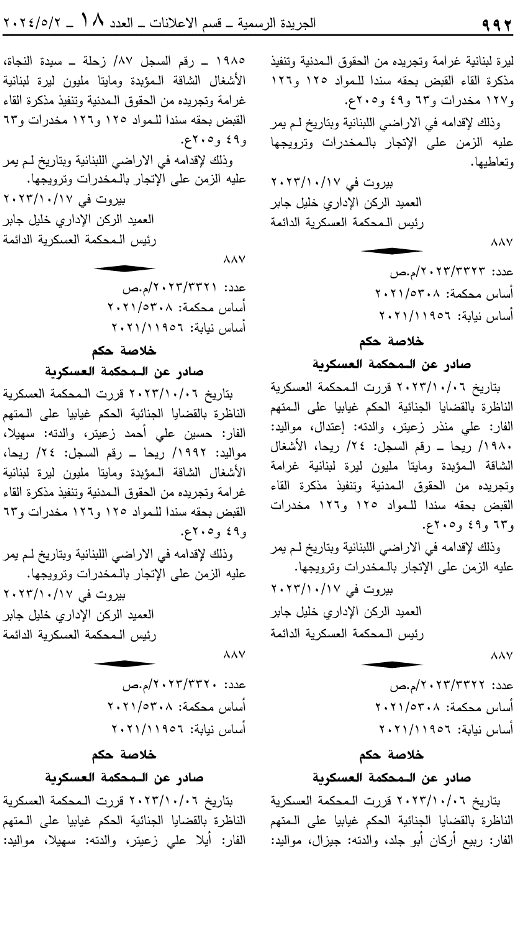 ٩٩٢ الجريدة الرسمية ــ قسم الاعلانات ــ العدد ١٨ ــ ٢٠٢٤/٥/٢
ليرة لبنانية غرامة وتجريده من الحقوق المدنية وتنفيذ
مذكرة القاء القبض بحقه سندا للمواد ١٢٥ و١٢٦
و١٢٧ مخدرات و٦٣ و٤٩ و٢٠٥ع.
وذلك لإقدامه في الاراضي اللبنانية وبتاريخ لم يمر
عليه الزمن على الإتجار بالمخدرات وترويجها
وتعاطيها.
بيروت في ٢٠٢٣/١٠/١٧
العميد الركن الإداري خليل جابر
رئيس المحكمة العسكرية الدائمة
٨٨٧
عدد: ٢٠٢٣/٣٣٢٣/م.ص
أساس محكمة: ٢٠٢١/٥٣٠٨
أساس نيابة: ٢٠٢١/١١٩٥٦
خلاصة حكم
صادر عن المحكمة العسكرية
بتاريخ ٢٠٢٣/١٠/٠٦ قررت المحكمة العسكرية
الناظرة بالقضايا الجنائية الحكم غيابيا على المتهم
الفار: علي منذر زعيتر، والدته: إعتدال، مواليد:
١٩٨٠/ ريحا ــ رقم السجل: ٢٤/ ريحا، الأشغال
الشاقة المؤبدة ومايتا مليون ليرة لبنانية غرامة
وتجريده من الحقوق المدنية وتنفيذ مذكرة القاء
القبض بحقه سندا للمواد ١٢٥ و١٢٦ مخدرات
و٦٣ و٤٩ و٢٠٥ع.
وذلك لإقدامه في الاراضي اللبنانية وبتاريخ لم يمر
عليه الزمن على الإتجار بالمخدرات وترويجها.
بيروت في ٢٠٢٣/١٠/١٧
العميد الركن الإداري خليل جابر
رئيس المحكمة العسكرية الدائمة
٨٨٧
عدد: ٢٠٢٣/٣٣٢٢/م.ص
أساس محكمة: ٢٠٢١/٥٣٠٨
أساس نيابة: ٢٠٢١/١١٩٥٦
خلاصة حكم
صادر عن المحكمة العسكرية
بتاريخ ٢٠٢٣/١٠/٠٦ قررت المحكمة العسكرية
الناظرة بالقضايا الجنائية الحكم غيابيا على المتهم
الفار: ربيع أركان أبو جلد، والدته: جيزال، مواليد:
١٩٨٥ ــ رقم السجل ٨٧/ زحلة ــ سيدة النجاة،
الأشغال الشاقة المؤبدة ومايتا مليون ليرة لبنانية
غرامة وتجريده من الحقوق المدنية وتنفيذ مذكرة القاء
القبض بحقه سندا للمواد ١٢٥ و١٢٦ مخدرات و٦٣
و٤٩ و٢٠٥ع.
وذلك لإقدامه في الاراضي اللبنانية وبتاريخ لم يمر
عليه الزمن على الإتجار بالمخدرات وترويجها.
بيروت في ٢٠٢٣/١٠/١٧
العميد الركن الإداري خليل جابر
رئيس المحكمة العسكرية الدائمة
٨٨٧
عدد: ٢٠٢٣/٣٣٢١/م.ص
أساس محكمة: ٢٠٢١/٥٣٠٨
أساس نيابة: ٢٠٢١/١١٩٥٦
خلاصة حكم
صادر عن المحكمة العسكرية
بتاريخ ٢٠٢٣/١٠/٠٦ قررت المحكمة العسكرية
الناظرة بالقضايا الجنائية الحكم غيابيا على المتهم
الفار: حسين علي أحمد زعيتر، والدته: سهيلا،
مواليد: ١٩٩٢/ ريحا ــ رقم السجل: ٢٤/ ريحا،
الأشغال الشاقة المؤبدة ومايتا مليون ليرة لبنانية
غرامة وتجريده من الحقوق المدنية وتنفيذ مذكرة القاء
القبض بحقه سندا للمواد ١٢٥ و١٢٦ مخدرات و٦٣
و٤٩ و٢٠٥ع.
وذلك لإقدامه في الاراضي اللبنانية وبتاريخ لم يمر
عليه الزمن على الإتجار بالمخدرات وترويجها.
بيروت في ٢٠٢٣/١٠/١٧
العميد الركن الإداري خليل جابر
رئيس المحكمة العسكرية الدائمة
٨٨٧
عدد: ٢٠٢٣/٣٣٢٠/م.ص
أساس محكمة: ٢٠٢١/٥٣٠٨
أساس نيابة: ٢٠٢١/١١٩٥٦
خلاصة حكم
صادر عن المحكمة العسكرية
بتاريخ ٢٠٢٣/١٠/٠٦ قررت المحكمة العسكرية
الناظرة بالقضايا الجنائية الحكم غيابيا على المتهم
الفار: أيلا علي زعيتر، والدته: سهيلا، مواليد: